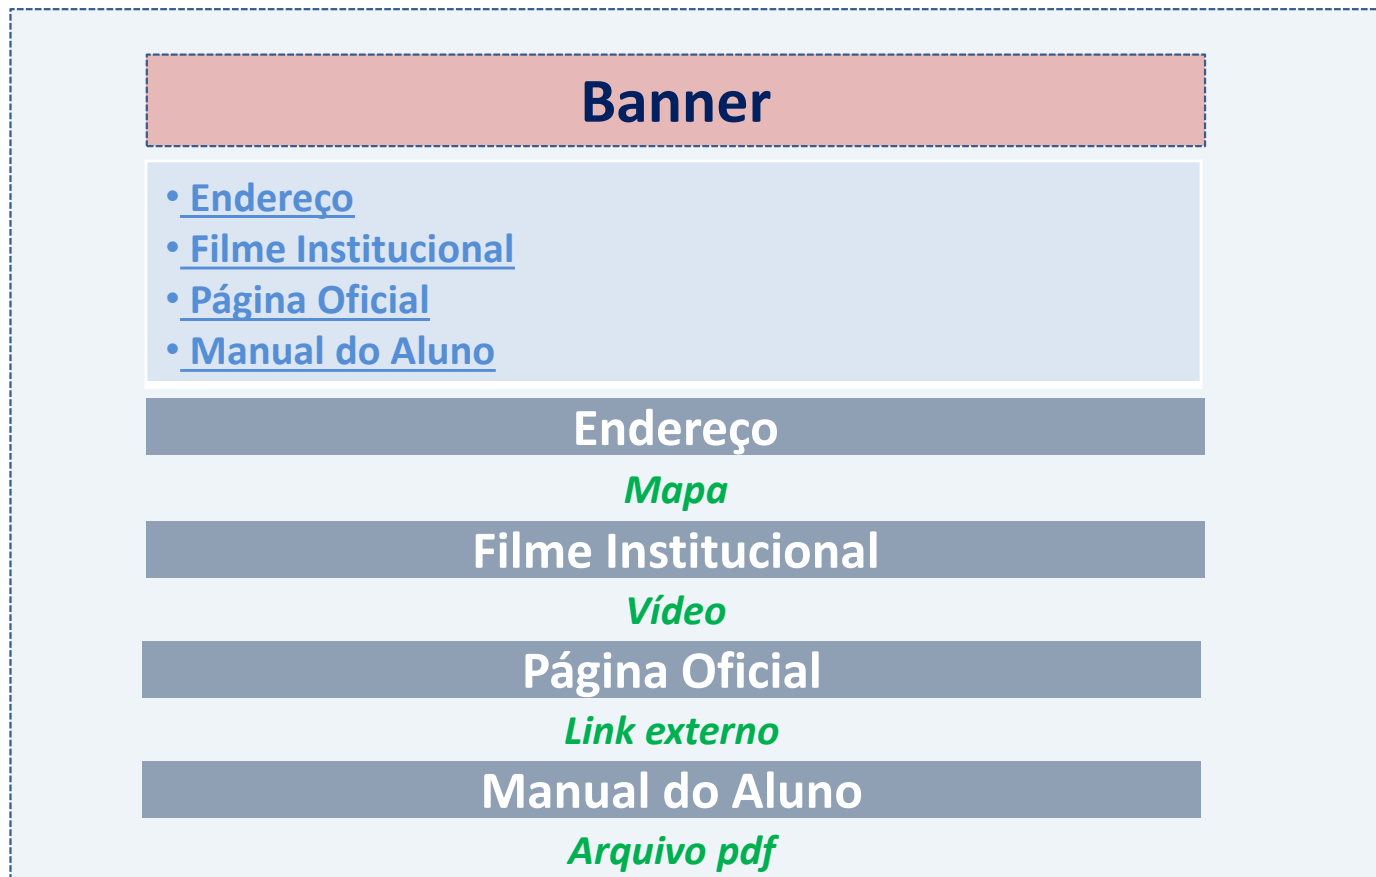 Banner
• Endereço
• Filme Institucional
• Página Oficial
• Manual do Aluno
Endereço
Mapa
Filme Institucional
Vídeo
Página Oficial
Link externo
Manual do Aluno
Arquivo pdf